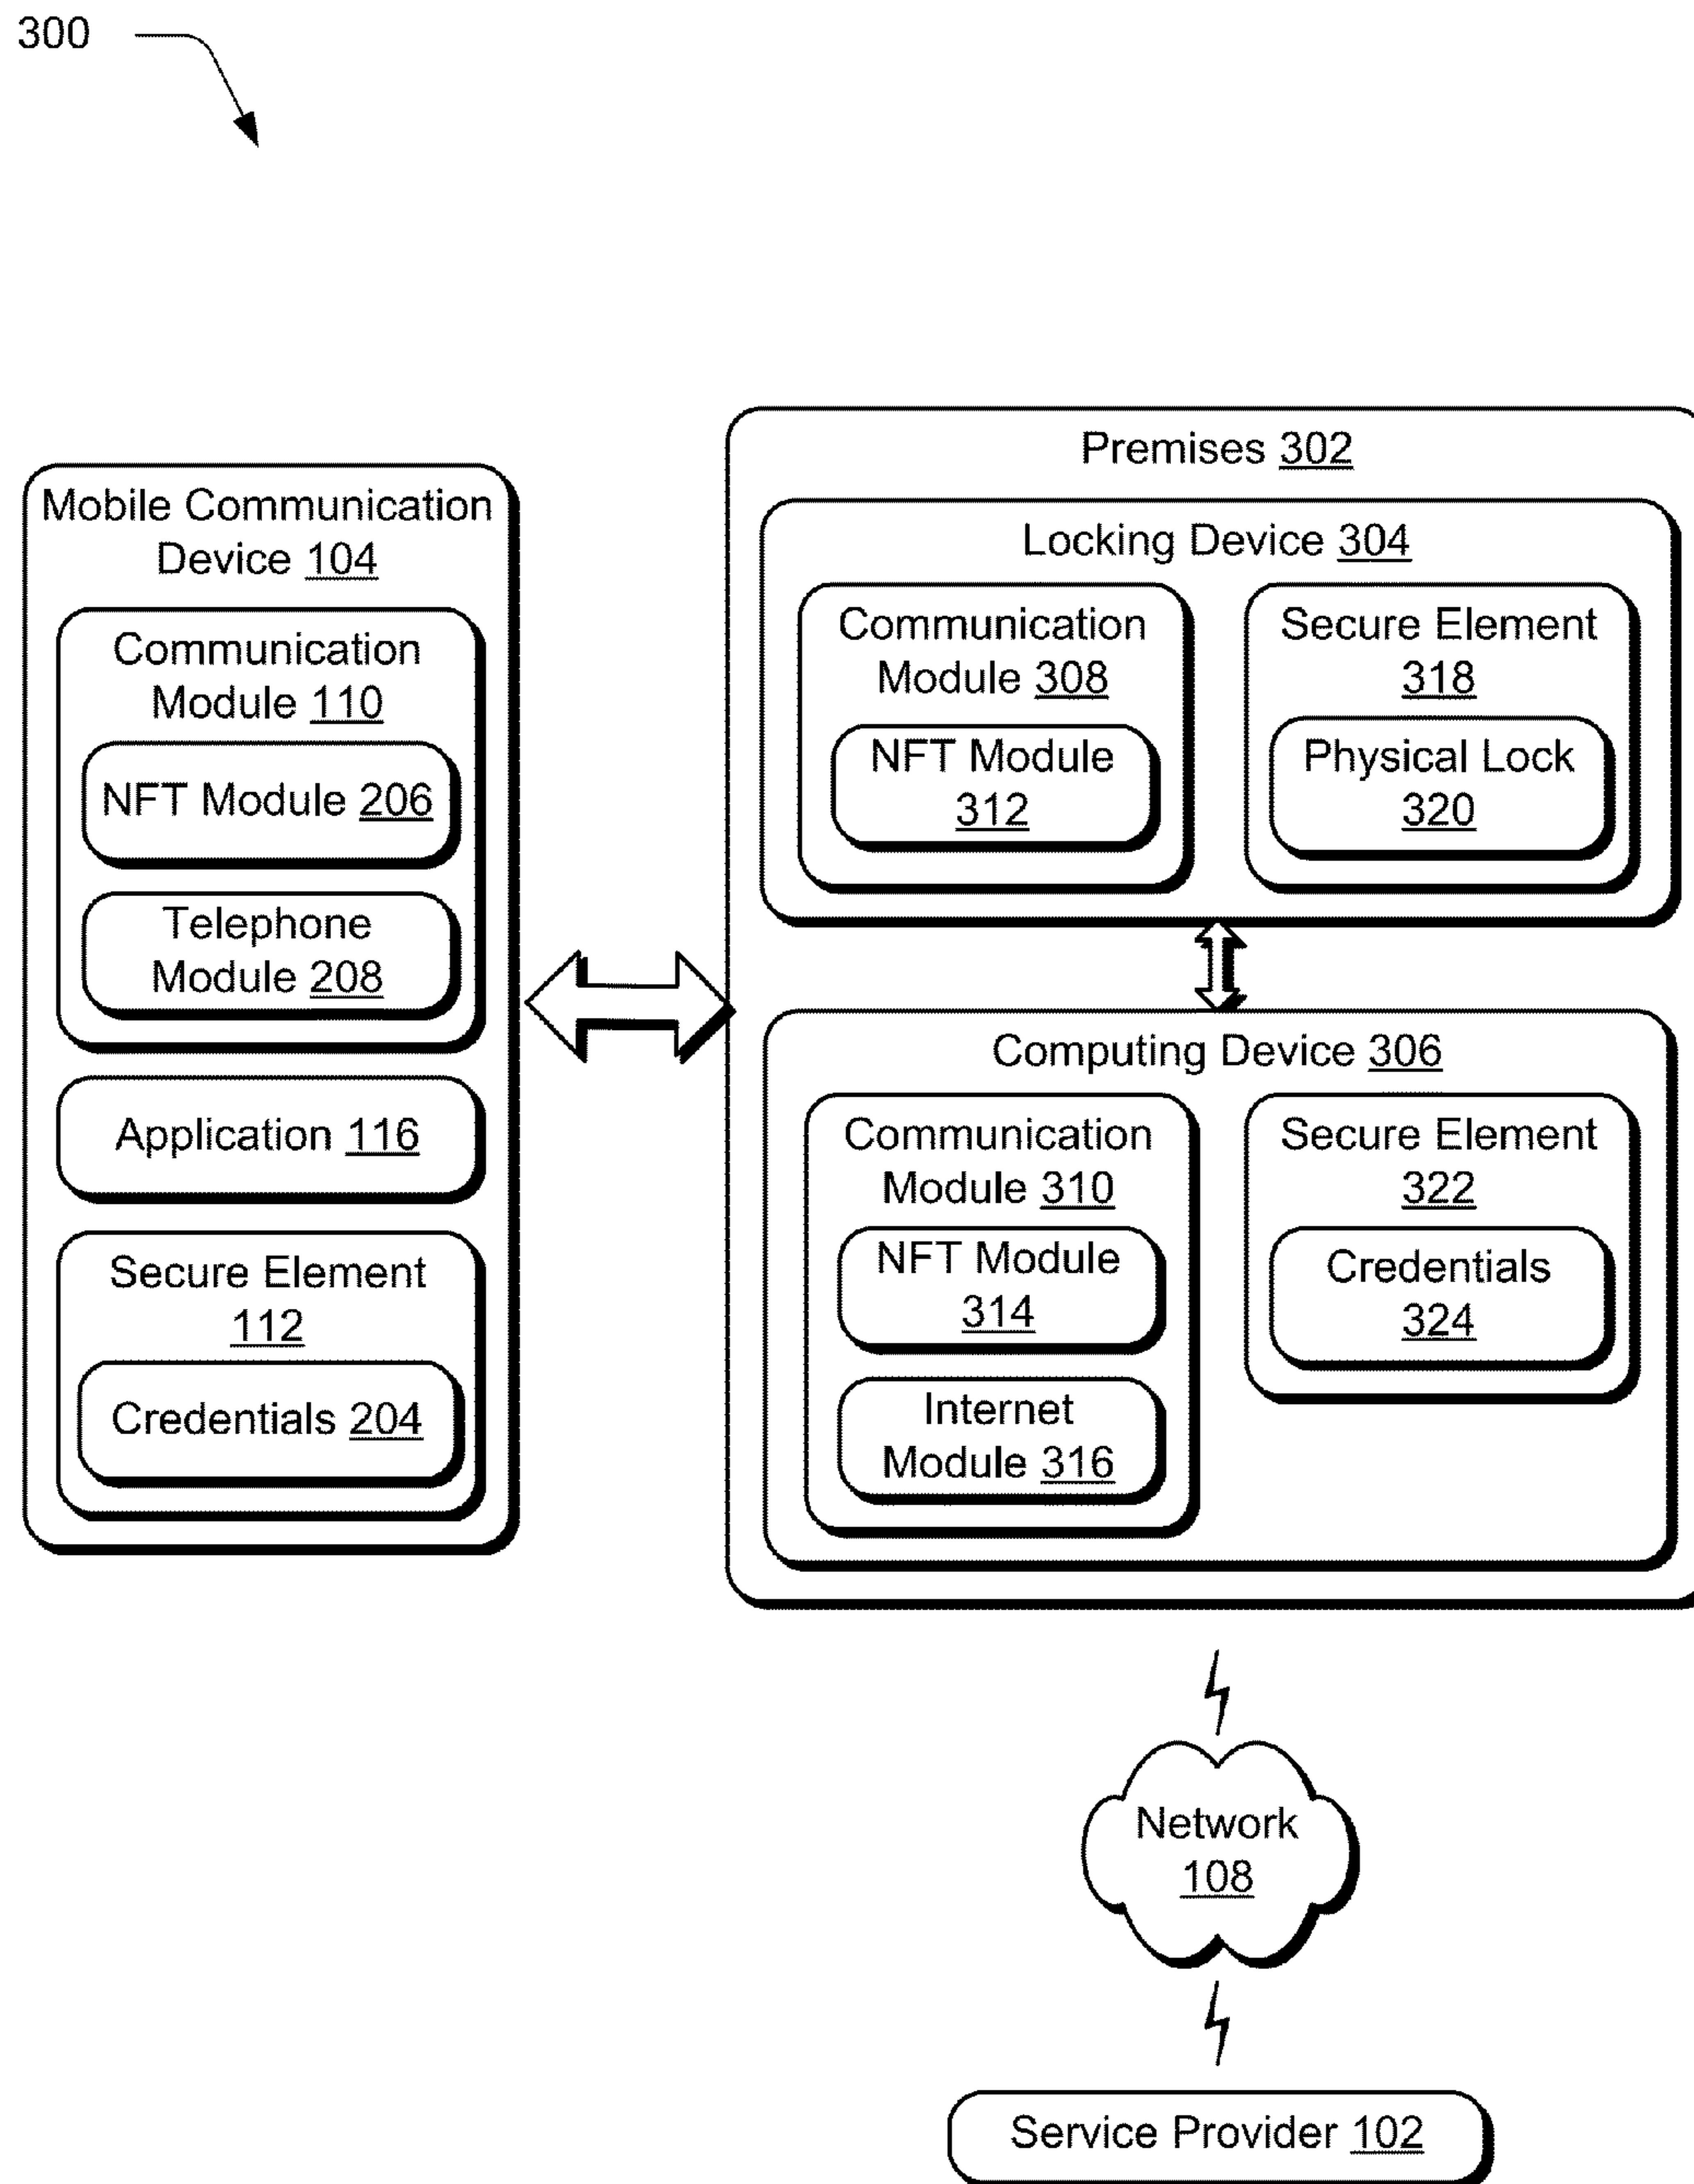 300
Mobile Communication
Device 104
Communication
Module 110
NFT Module 206
Telephone
Module 208
Application 116
Secure Element
112
Credentials 204
Premises 302
Locking Device 304
Communication
Module 308
NFT Module
312
Secure Element
318
Physical Lock
320
Computing Device 306
Communication
Module 310
NFT Module
314
Internet
Module 316
Secure Element
322
Credentials
324
Network
108
Service Provider 102